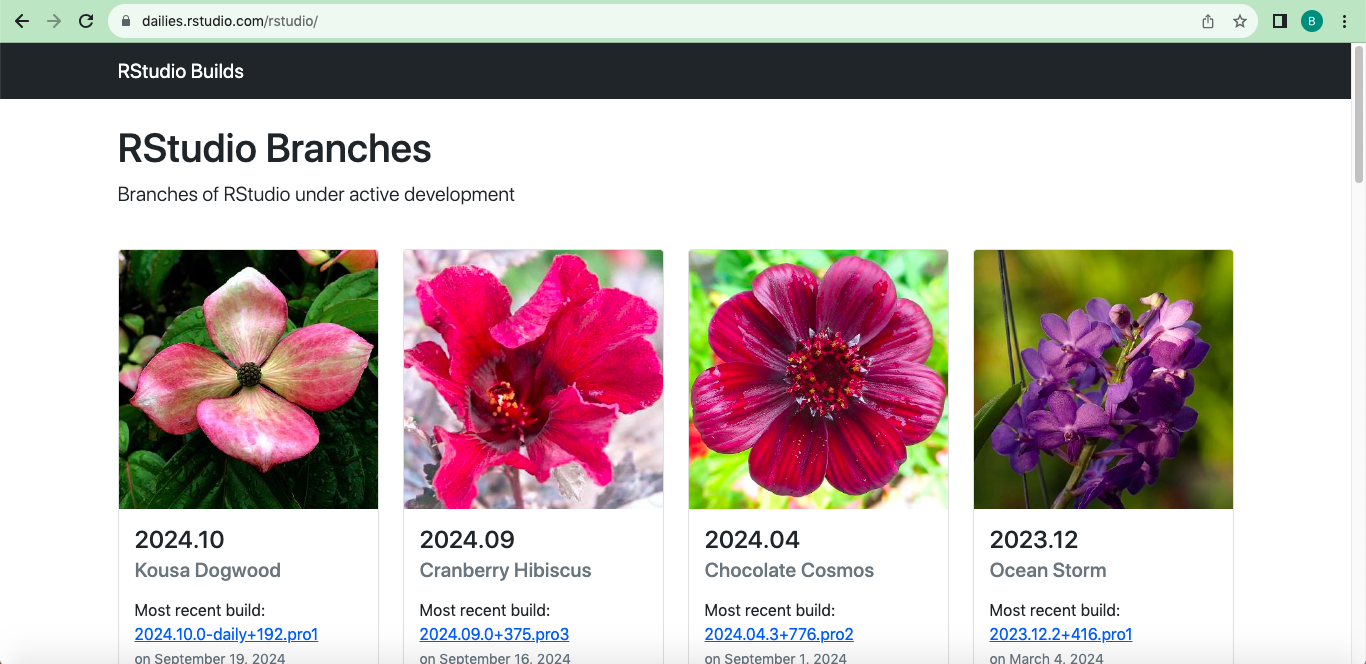 dailies.rstudio.com/rstudio/
B
RStudio Builds
RStudio Branches
Branches of RStudio under active development
2024.10
Kousa Dogwood
Most recent build:
2024.10.0-daily+192.pro1
on September 19, 2024
2024.09
Cranberry Hibiscus
Most recent build:
2024.09.0+375.pro3
on September 16, 2024
2024.04
Chocolate Cosmos
Most recent build:
2024.04.3+776.pro2
on September 1, 2024
2023.12
Ocean Storm
Most recent build:
2023.12.2+416.pro1
on March 4, 2024